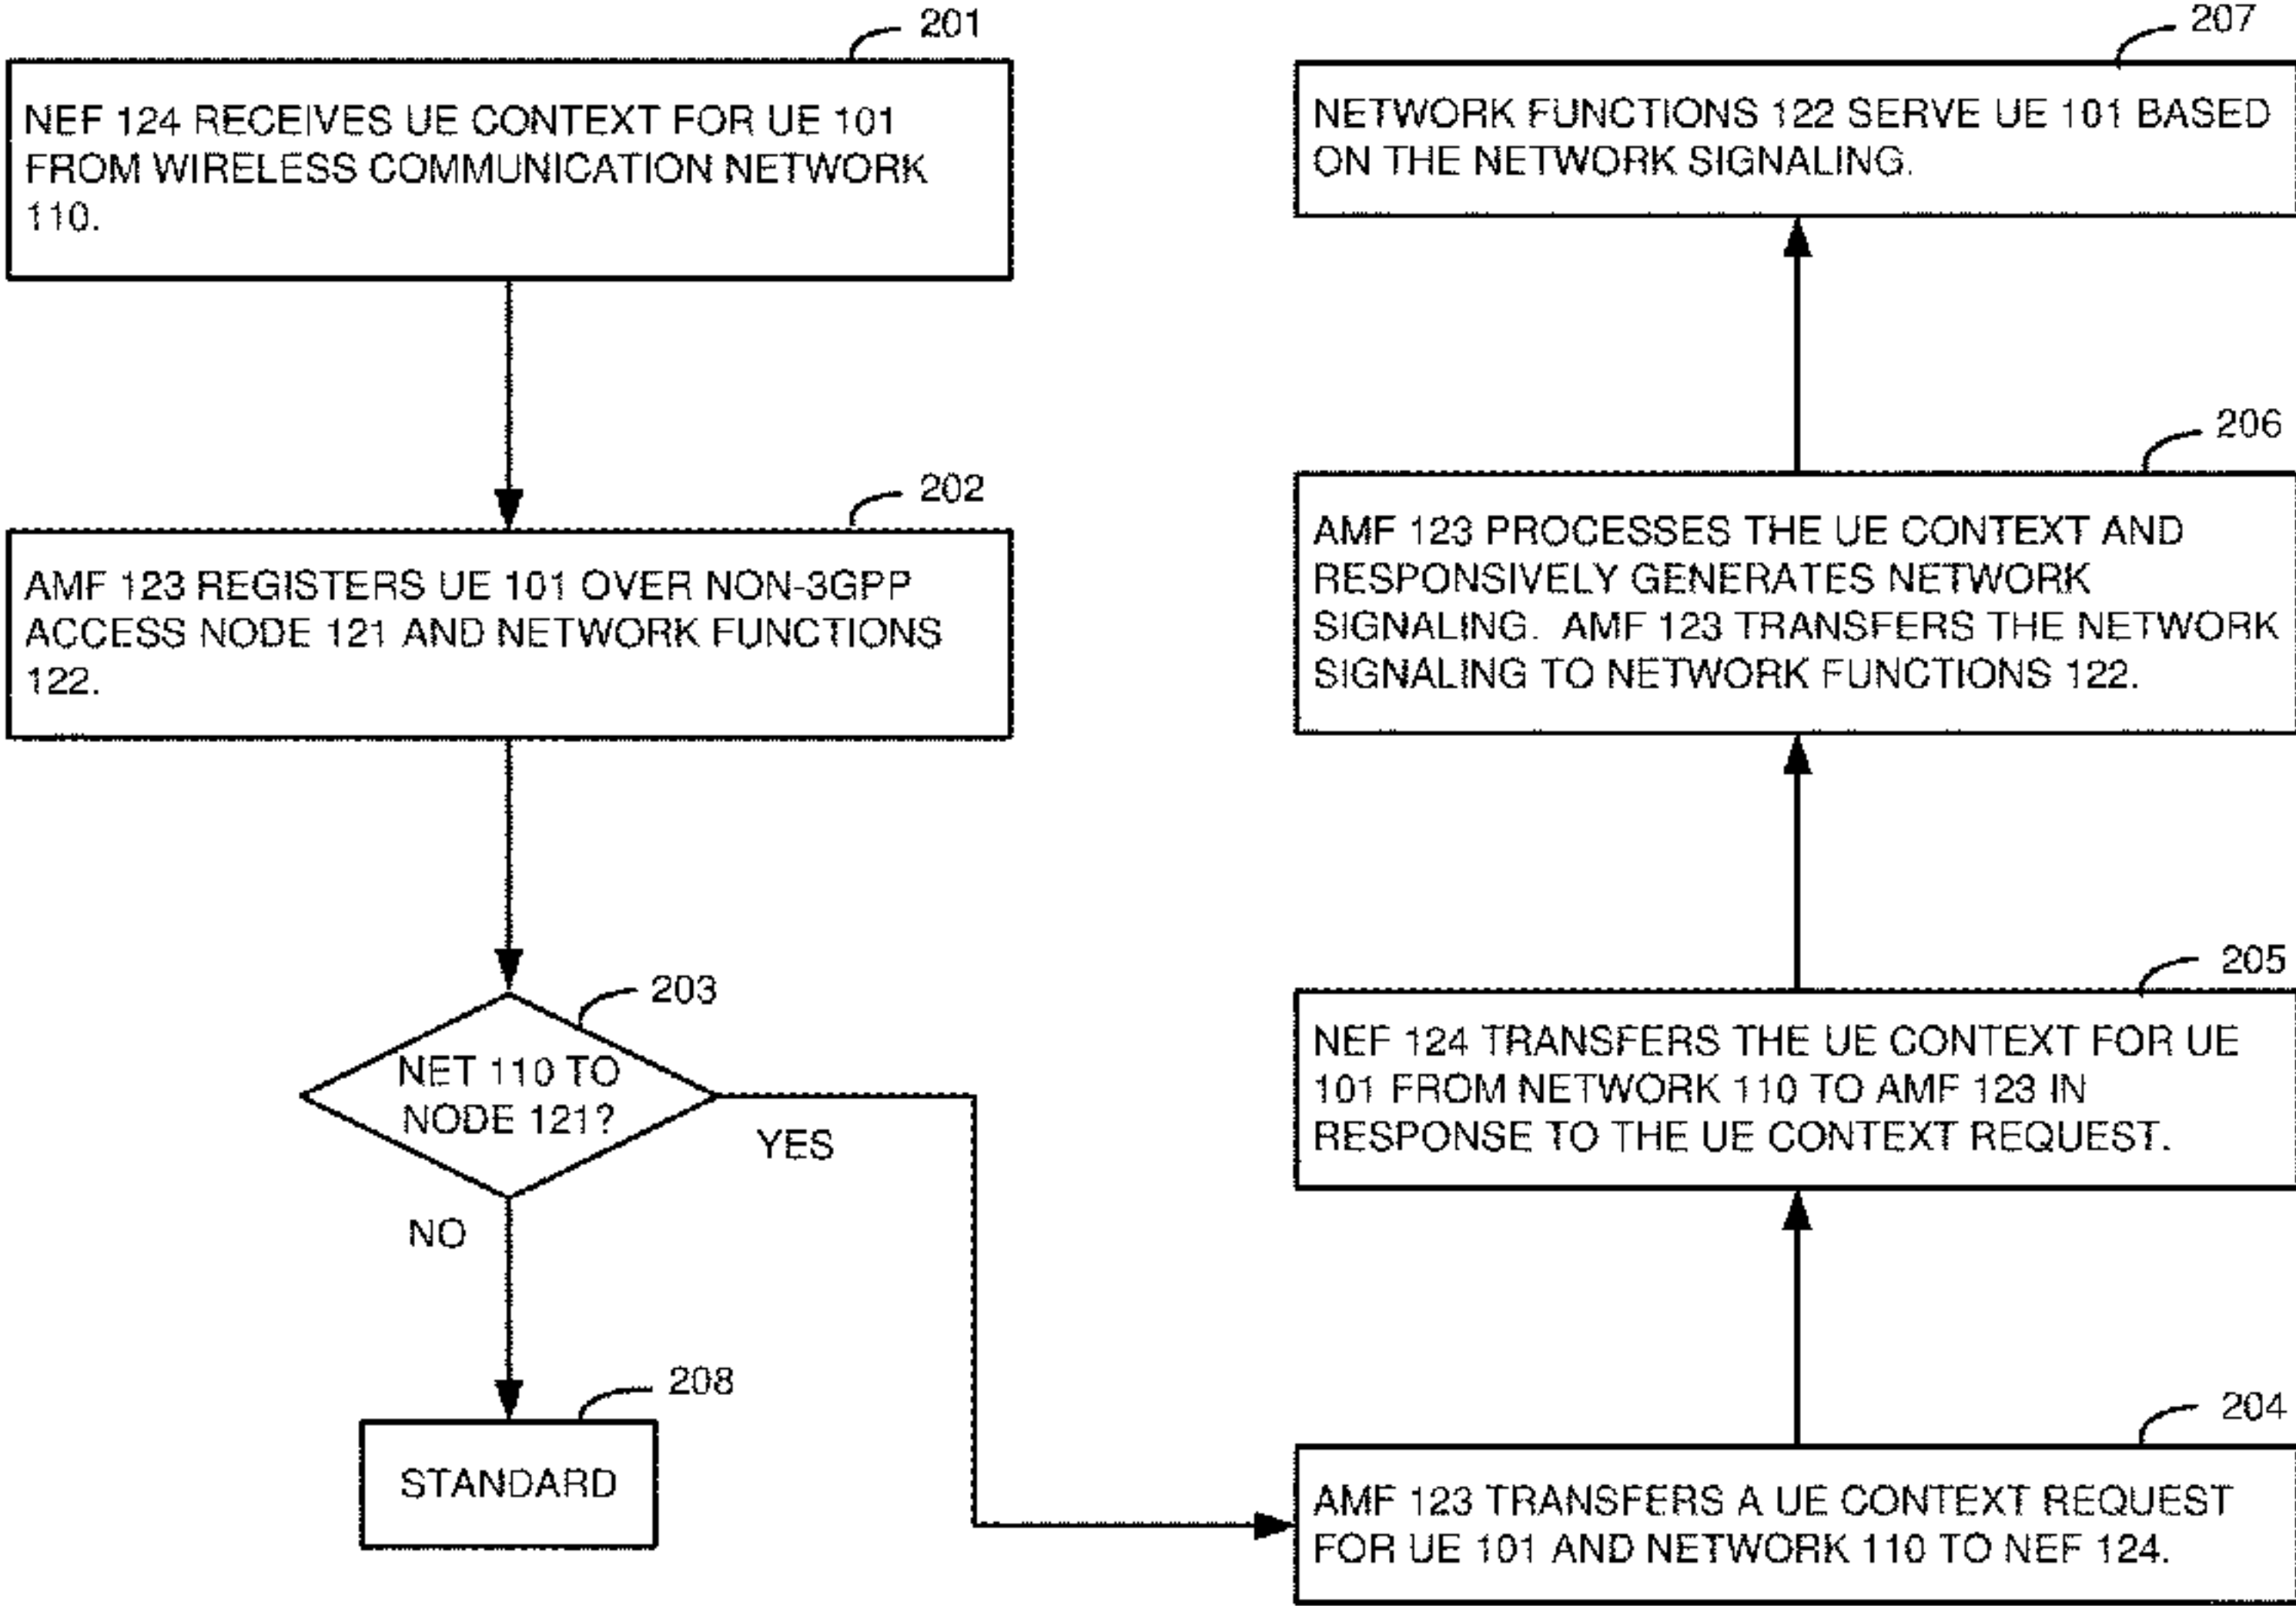 201
NEF 124 RECEIVES UE CONTEXT FOR UE 101
FROM WIRELESS COMMUNICATION NETWORK
110.
202
AMF 123 REGISTERS UE 101 OVER NON-3GPP
ACCESS NODE 121 AND NETWORK FUNCTIONS
122.
203
NET 110 TO
NODE 121?
YES
NO
208
STANDARD
204
AMF 123 TRANSFERS A UE CONTEXT REQUEST
FOR UE 101 AND NETWORK 110 TO NEF 124.
205
NEF 124 TRANSFERS THE UE CONTEXT FOR UE
101 FROM NETWORK 110 TO AMF 123 IN
RESPONSE TO THE UE CONTEXT REQUEST.
206
AMF 123 PROCESSES THE UE CONTEXT AND
RESPONSIVELY GENERATES NETWORK
SIGNALING. AMF 123 TRANSFERS THE NETWORK
SIGNALING TO NETWORK FUNCTIONS 122.
207
NETWORK FUNCTIONS 122 SERVE UE 101 BASED
ON THE NETWORK SIGNALING.